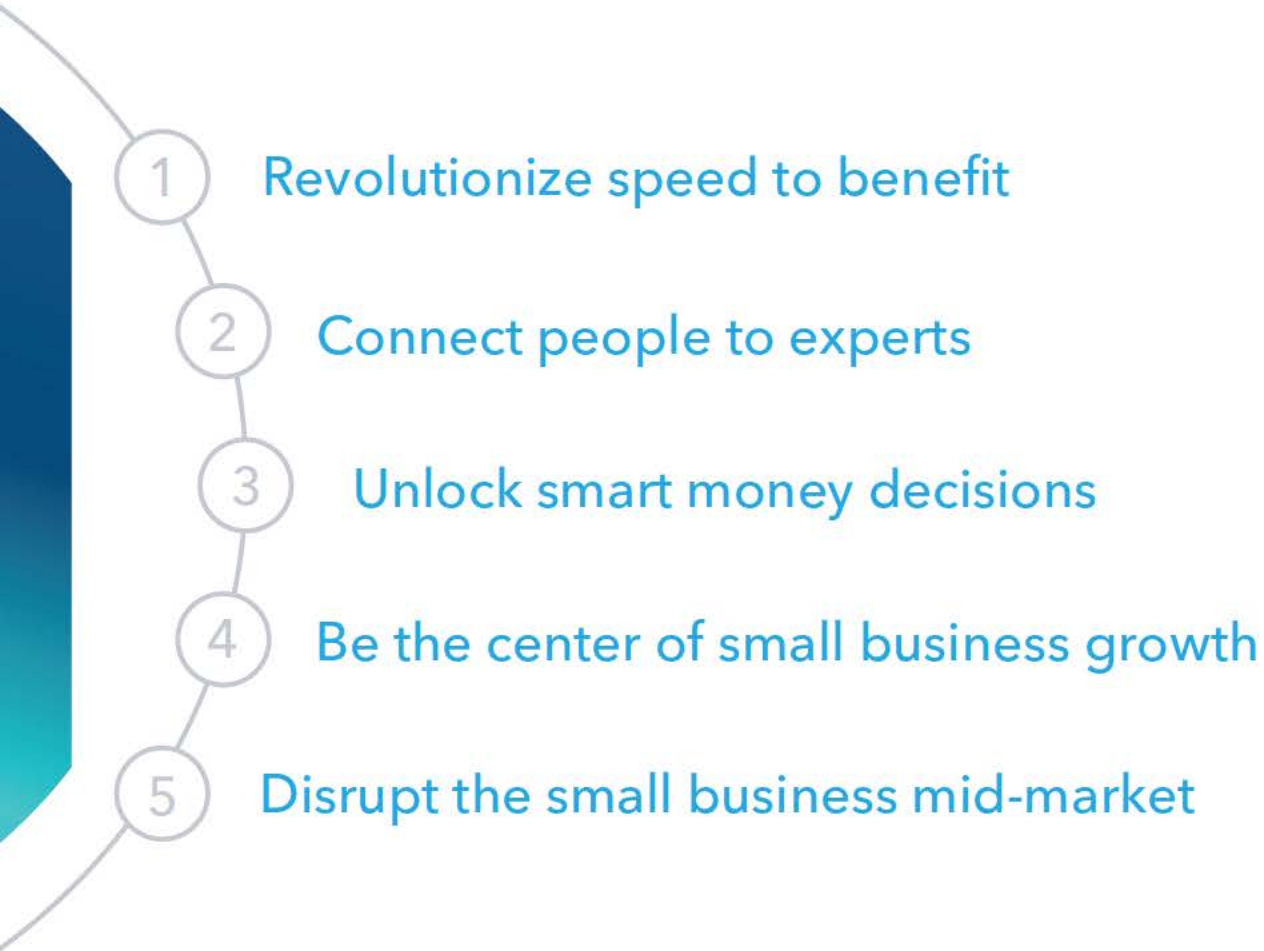 1 Revolutionize speed to benefit
2 Connect people to experts
3 Unlock smart money decisions
4 Be the center of small business growth
5 Disrupt the small business mid-market